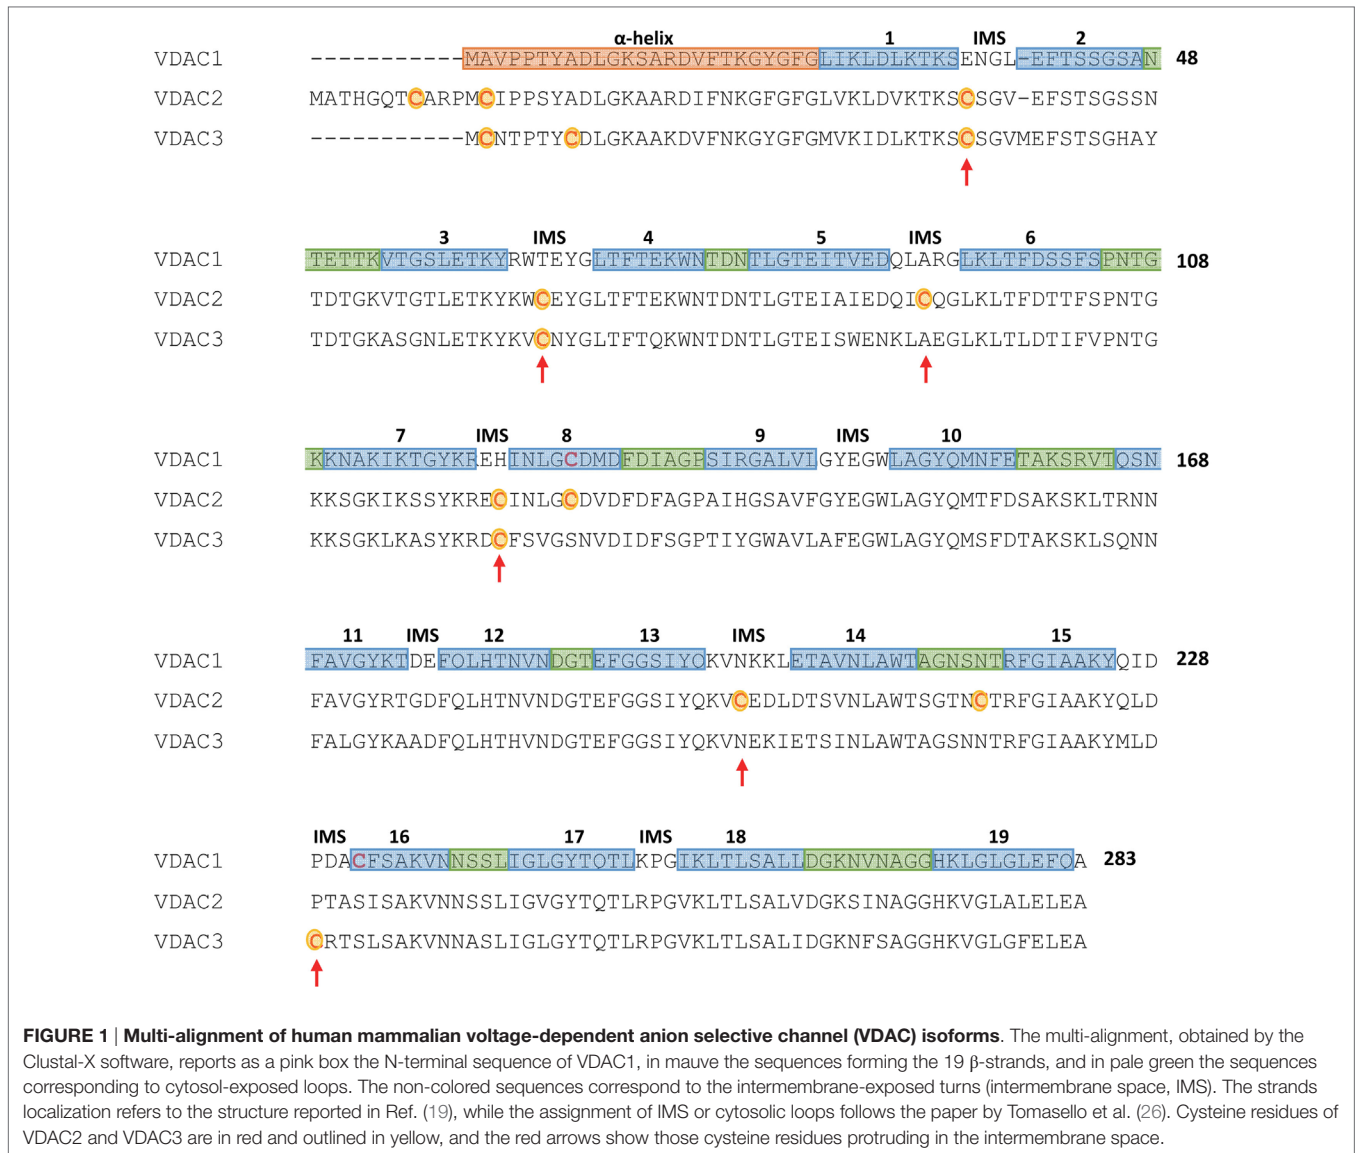 α-helix 1 IMS 2
VDAC1 -----------MAVPPTYADLGKSARDVFTKGYGFGLIKLDLKTKSENGL-EFTSSGSAN 48
VDAC2 MATHGQTCARPMCIPPSYADLGKAARDIFNKGFGFGLVKLDVKTKSCSGV-EFSTSGSSN
VDAC3 -----------MCNTPTYCDLGKAAKDVFNKGYGFGMVKIDLKTKSCSGVMEFSTSGHAY
3 IMS 4 5 IMS 6
VDAC1 TETTKVTGSLETKYRWTEYGLTFTEKWNTDNTLGTEITVEDQLARGLKLTFDSSFSPNTG 108
VDAC2 TDTGKVTGTLETKYKWCEYGLTFTEKWNTDNTLGTEIAIEDQICQGLKLTFDTTFSPNTG
VDAC3 TDTGKASGNLETKYKVCNYGLTFTQKWNTDNTLGTEISWENKLAEGLKLTLDTIFVPNTG
7 IMS 8 9 IMS 10
VDAC1 KKNAKIKTGYKREHINLGCDMDFDIAGPSIRGALVLGYEGWLAGYQMNFETAKSRVTQSN 168
VDAC2 KKSGKIKSSYKRECINLGCDVDFDFAGPAIHGSAVFGYEGWLAGYQMTFDSAKSKLTRNN
VDAC3 KKSGKLKASYKRDCFSVGSNVDIDFSGPTIYGWAVLAFEGWLAGYQMSFDTAKSKLSQNN
11 IMS 12 13 IMS 14 15
VDAC1 FAVGYKTDEFQLHTNVNDGTEFGGSIYQKVNKKLETAVNLAWTAGNSNTRFGIAAKYQID 228
VDAC2 FAVGYRTGDFQLHTNVNDGTEFGGSIYQKVCEDLDTSVNLAWTSGTNCTRFGIAAKYQLD
VDAC3 FALGYKAADFQLHTHVNDGTEFGGSIYQKVNEKIETSINLAWTAGSNNTRFGIAAKYMLD
IMS 16 17 IMS 18 19
VDAC1 PDACFSAKVNNSSLIGLGYTQTLKPGIKLTLSALLDGKNVNAGGHKLGLGLEFQA 283
VDAC2 PTASISAKVNNSSLIGVGYTQTLRPGVKLTLSALVDGKSINAGGHKVGLALELEA
VDAC3 CRTSLSAKVNNASLIGLGYTQTLRPGVKLTLSALIDGKNFSAGGHKVGLGFELEA
FIGURE 1 | Multi-alignment of human mammalian voltage-dependent anion selective channel (VDAC) isoforms. The multi-alignment, obtained by the
Clustal-X software, reports as a pink box the N-terminal sequence of VDAC1, in mauve the sequences forming the 19 β-strands, and in pale green the sequences
corresponding to cytosol-exposed loops. The non-colored sequences correspond to the intermembrane-exposed turns (intermembrane space, IMS). The strands
localization refers to the structure reported in Ref. (19), while the assignment of IMS or cytosolic loops follows the paper by Tomasello et al. (26). Cysteine residues of
VDAC2 and VDAC3 are in red and outlined in yellow, and the red arrows show those cysteine residues protruding in the intermembrane space.